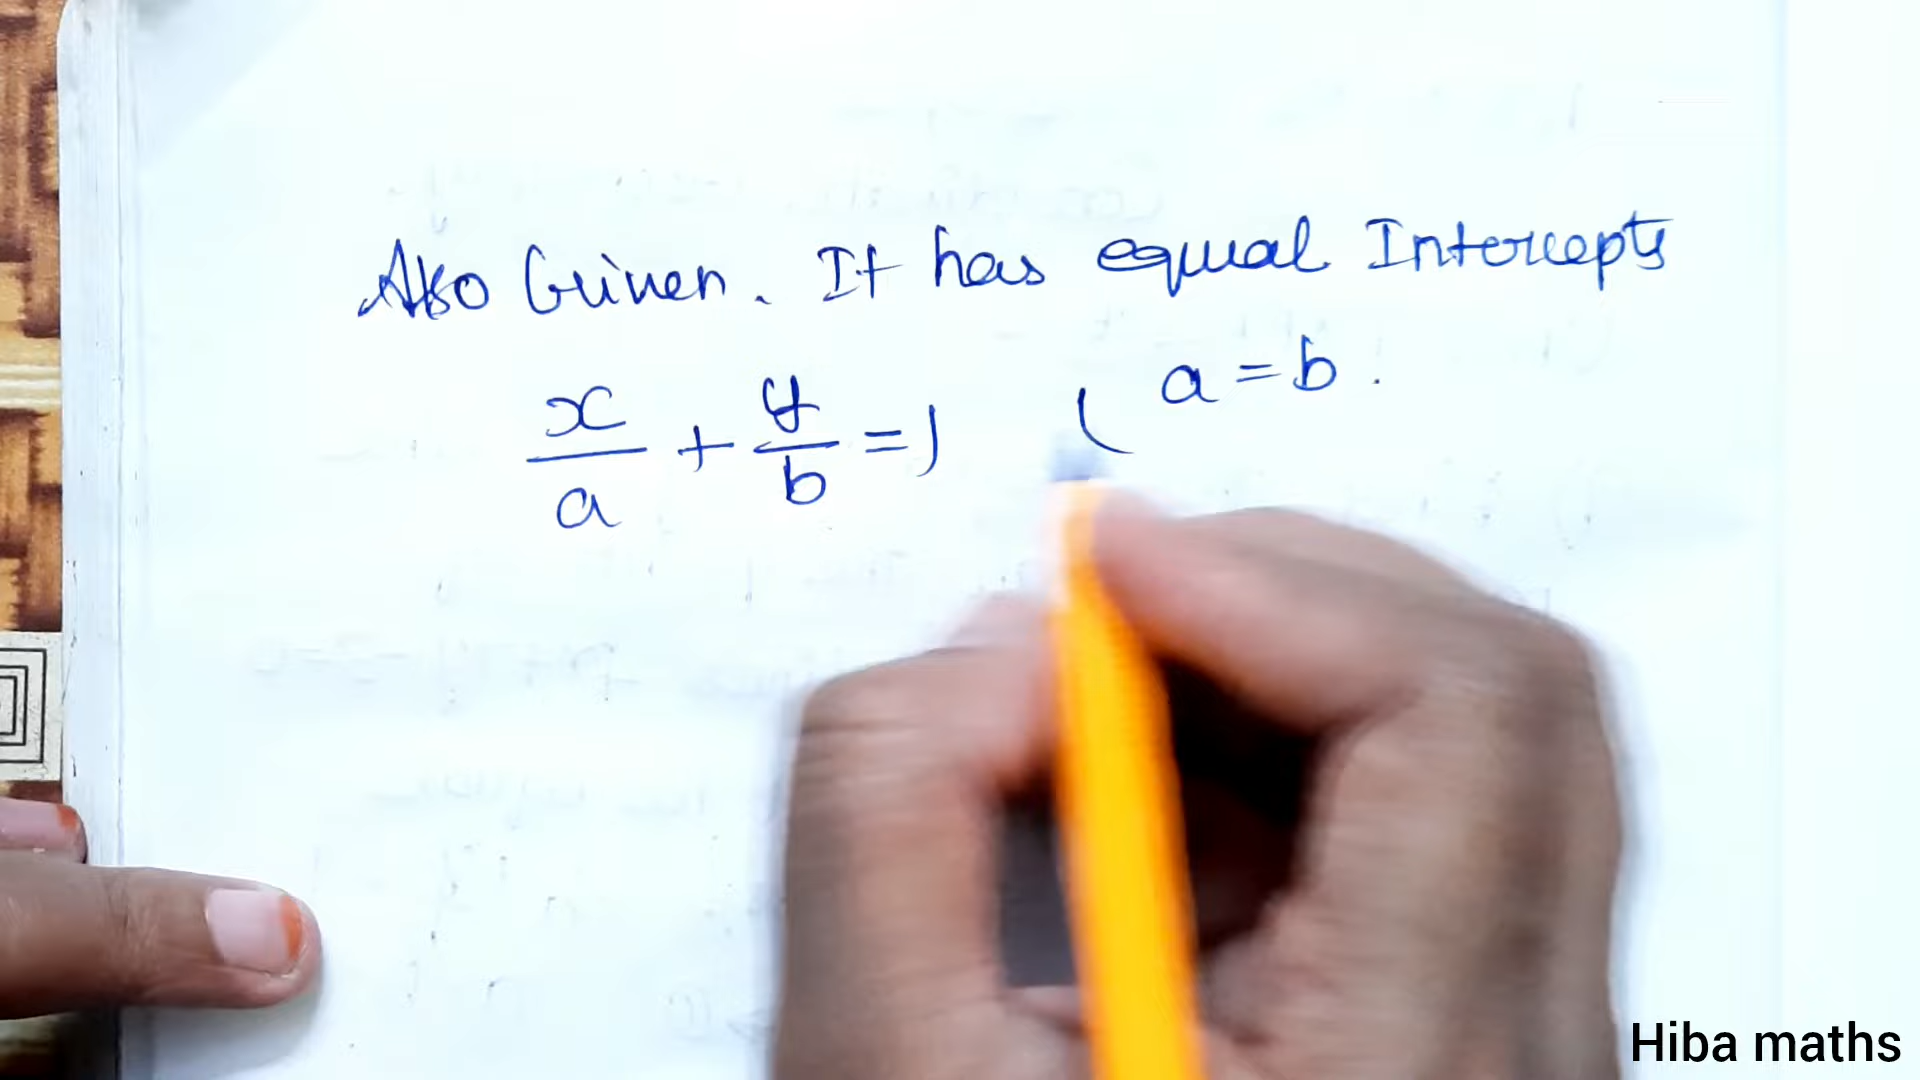 Also Given. It has equal Intercepts
x/a + y/b = 1 ( a = b.
Hiba maths